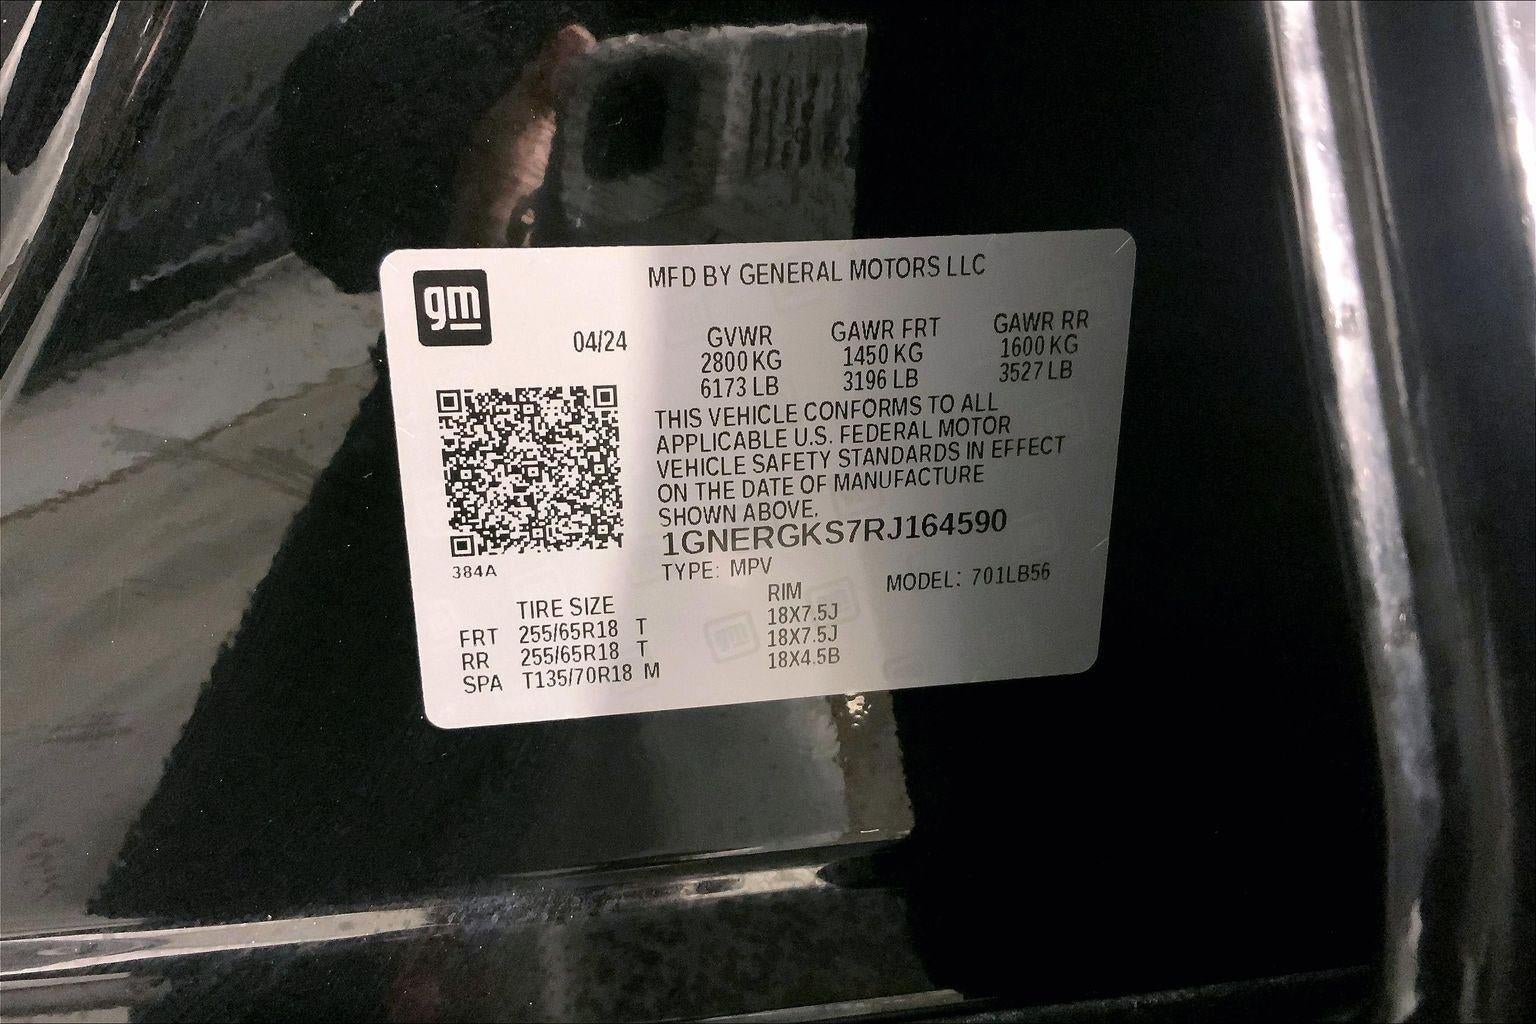 gm
MFD BY GENERAL MOTORS LLC
04/24
GVWR GAWR FRT GAWR RR
2800 KG 1450 KG 1600 KG
6173 LB 3196 LB 3527 LB
THIS VEHICLE CONFORMS TO ALL
APPLICABLE U.S. FEDERAL MOTOR
VEHICLE SAFETY STANDARDS IN EFFECT
ON THE DATE OF MANUFACTURE
SHOWN ABOVE.
1GNERGKS7RJ164590
384A
TYPE: MPV MODEL: 701LB56
TIRE SIZE RIM
FRT 255/65R18 T 18X7.5J
RR 255/65R18 T 18X7.5J
SPA T135/70R18 M 18X4.5B
gm